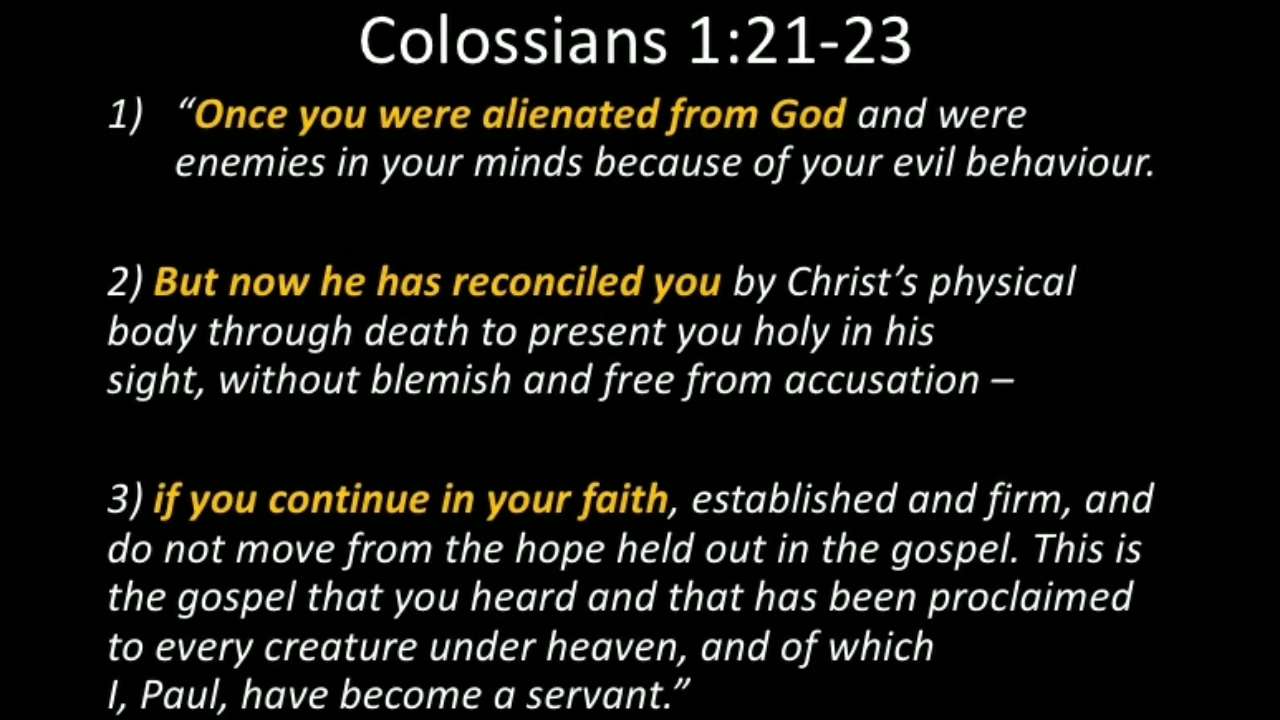 Colossians 1:21-23
1) “Once you were alienated from God and were
enemies in your minds because of your evil behaviour.
2) But now he has reconciled you by Christ’s physical
body through death to present you holy in his
sight, without blemish and free from accusation –
3) if you continue in your faith, established and firm, and
do not move from the hope held out in the gospel. This is
the gospel that you heard and that has been proclaimed
to every creature under heaven, and of which
I, Paul, have become a servant.”